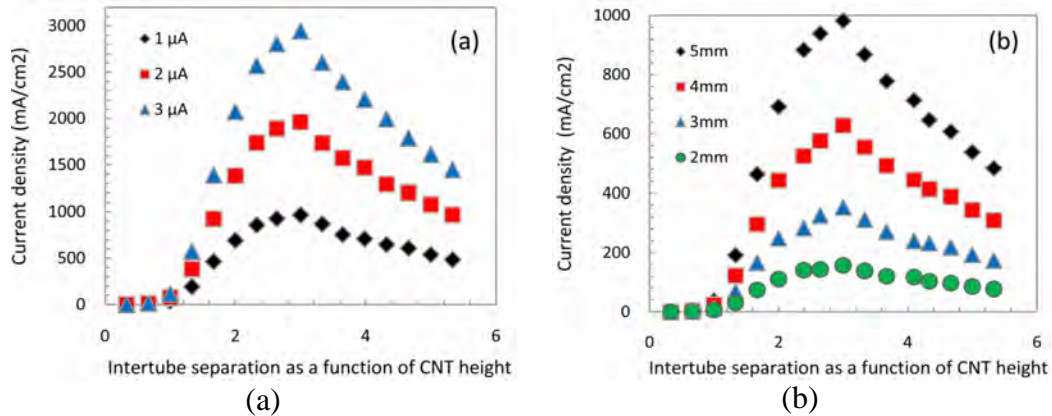 3000
2500
2000
1500
1000
500
0
Current density (mA/cm2)
(a)
1 μA
2 μA
3 μA
0 2 4 6
Intertube separation as a function of CNT height
(a)
1000
800
600
400
200
0
Current density (mA/cm2)
(b)
5mm
4mm
3mm
2mm
0 2 4 6
Intertube separation as a function of CNT height
(b)